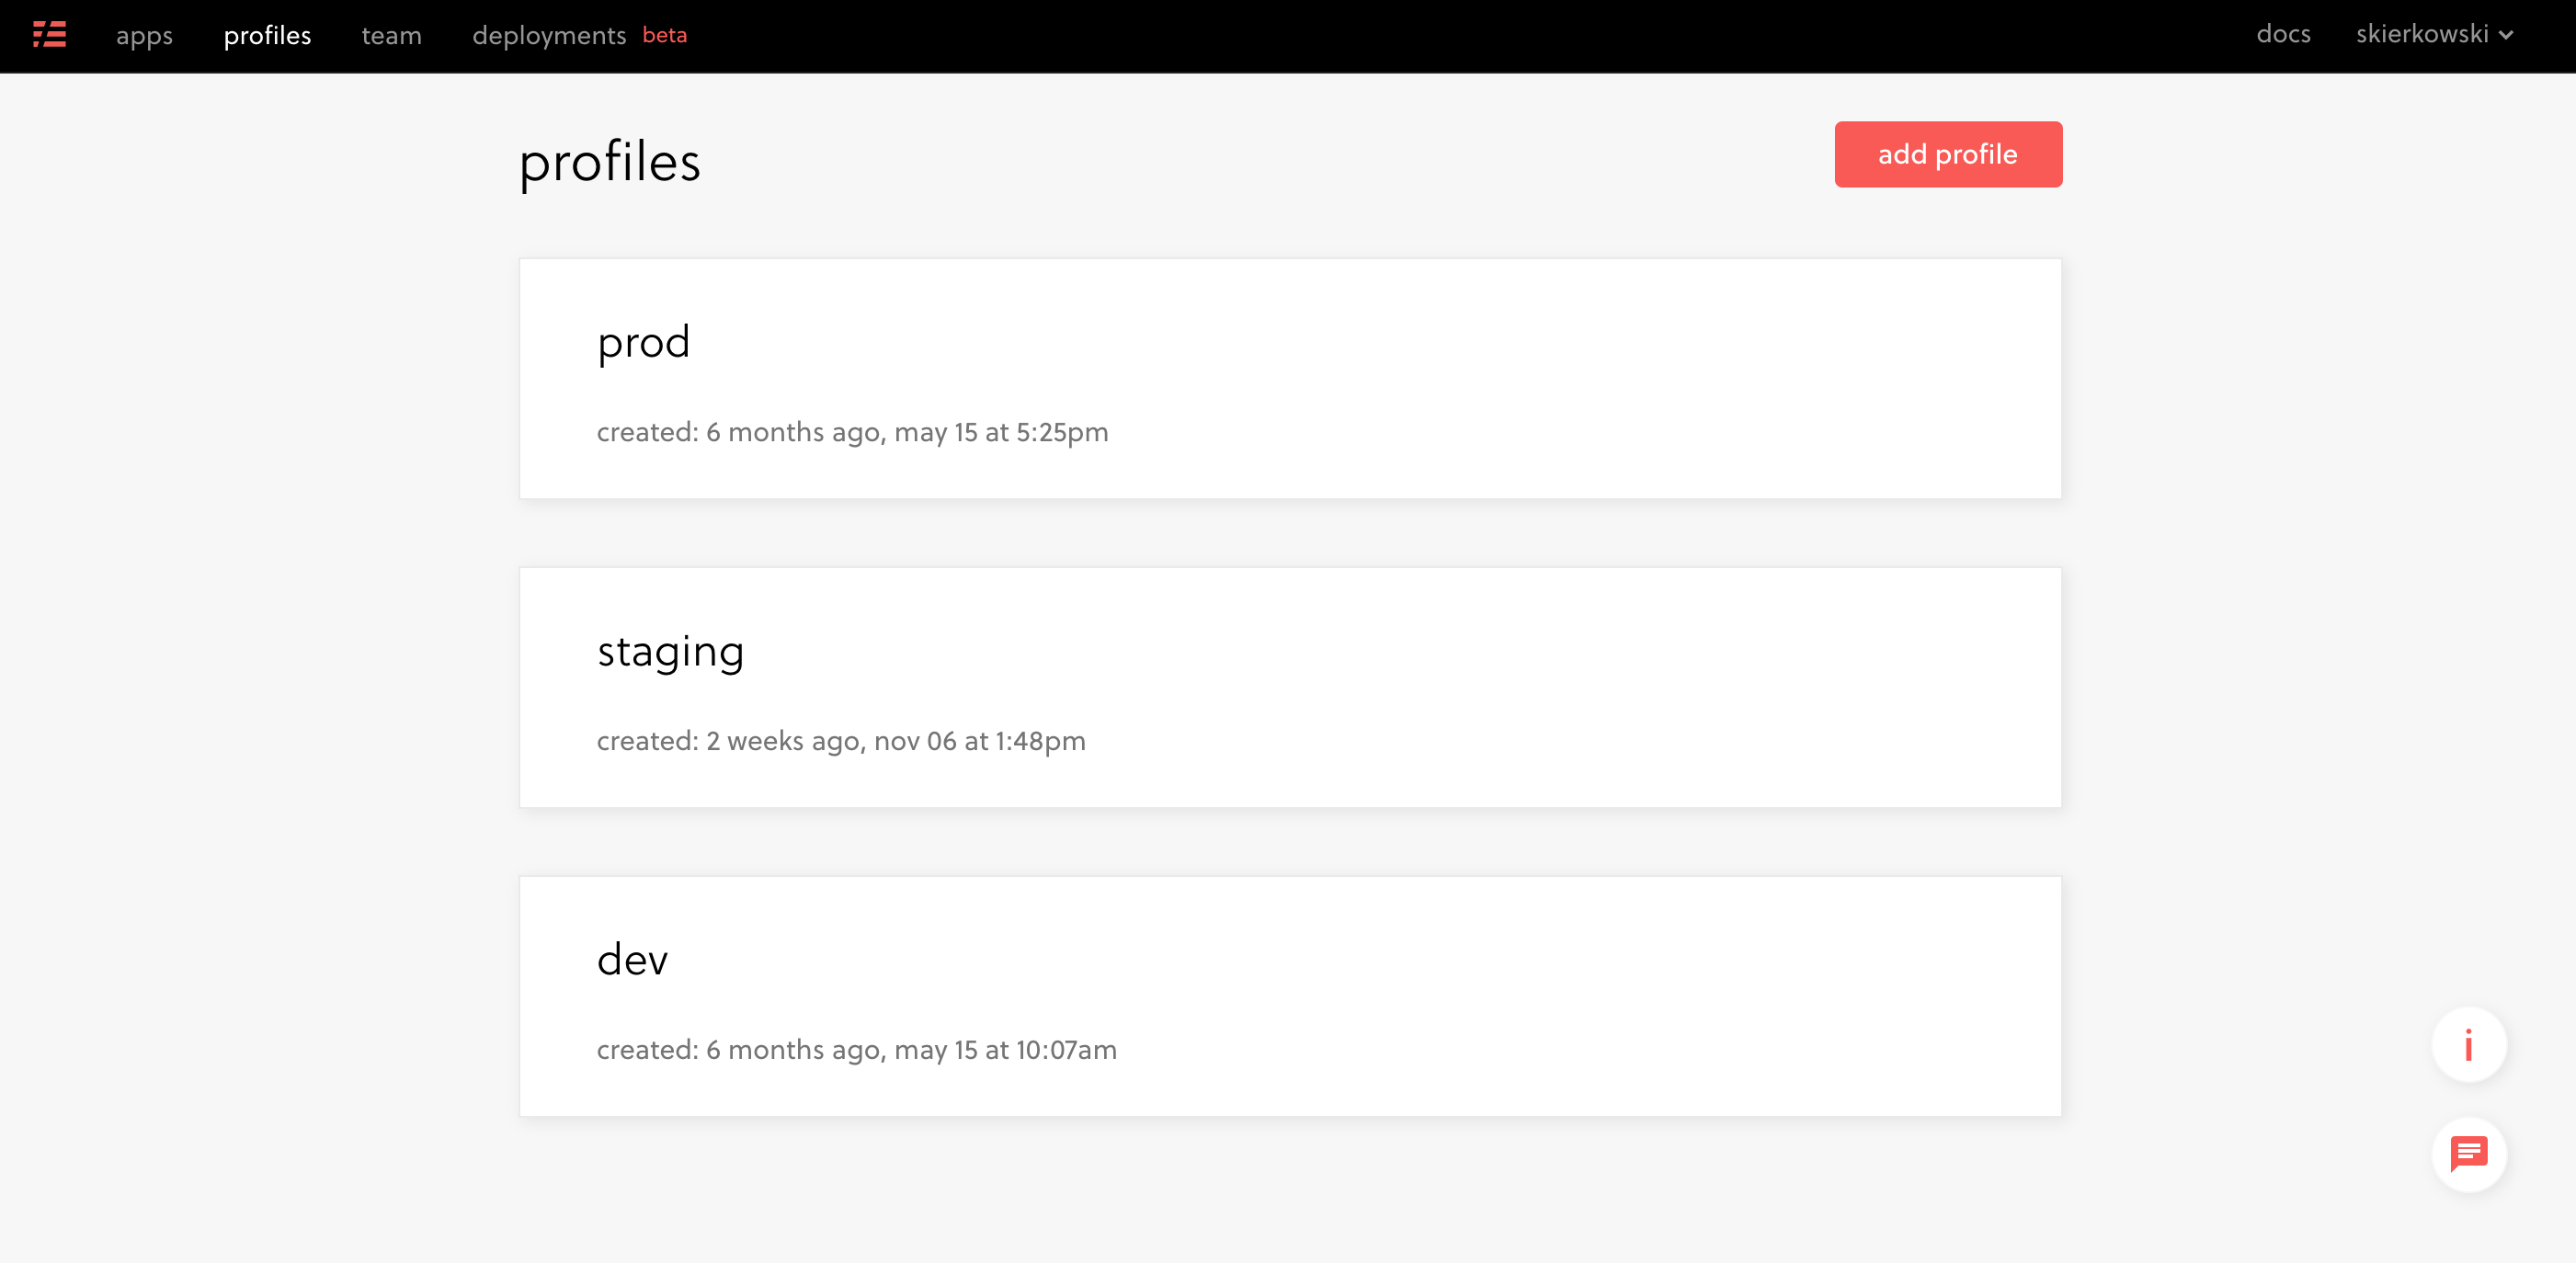 apps profiles team deployments beta docs skierkowski
profiles
add profile
prod
created: 6 months ago, may 15 at 5:25pm
staging
created: 2 weeks ago, nov 06 at 1:48pm
dev
created: 6 months ago, may 15 at 10:07am
i